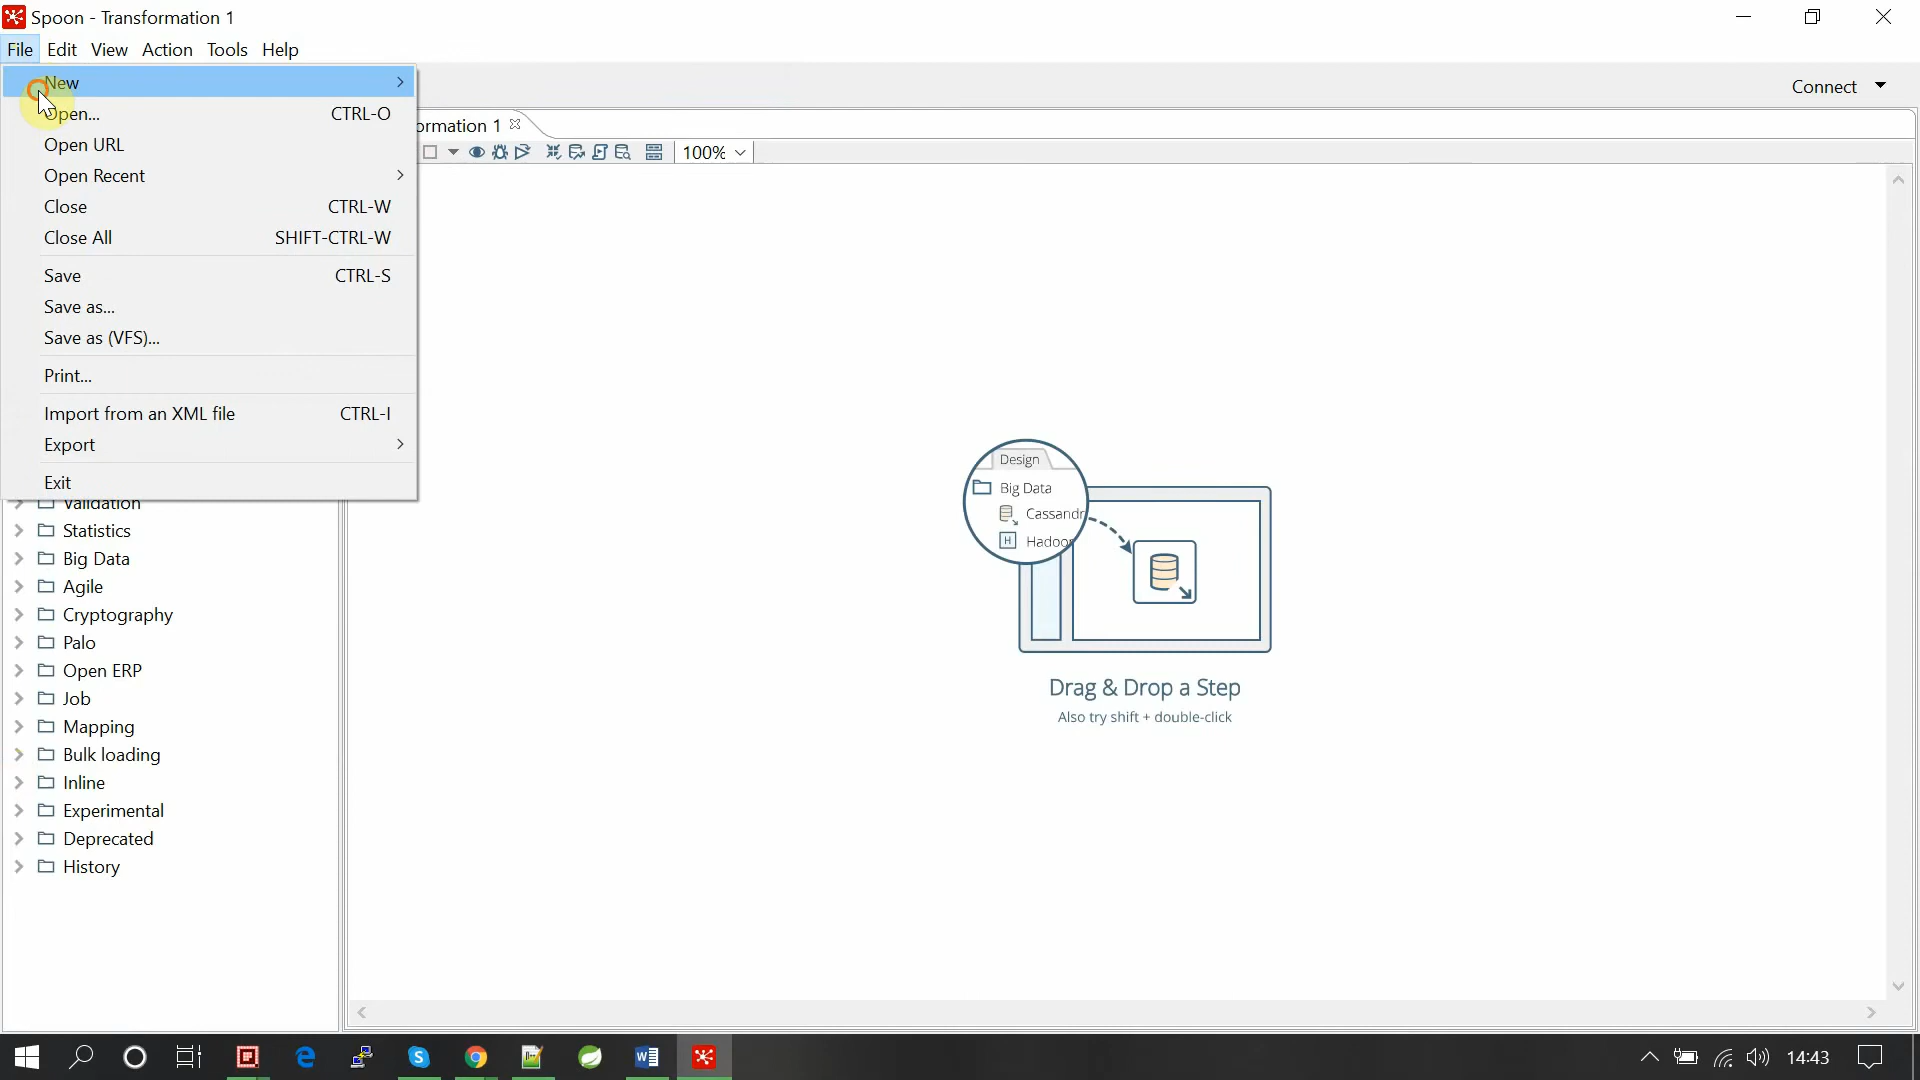 Spoon - Transformation 1
File Edit View Action Tools Help
New
Open... CTRL-O
Open URL
Open Recent
Close CTRL-W
Close All SHIFT-CTRL-W
Save CTRL-S
Save as...
Save as (VFS)...
Print...
Import from an XML file CTRL-I
Export
Exit
Connect
ormation 1
100%
Validation
Statistics
Big Data
Agile
Cryptography
Palo
Open ERP
Job
Mapping
Bulk loading
Inline
Experimental
Deprecated
History
Design
Big Data
Cassandr
H Hadoop
Drag & Drop a Step
Also try shift + double-click
14:43